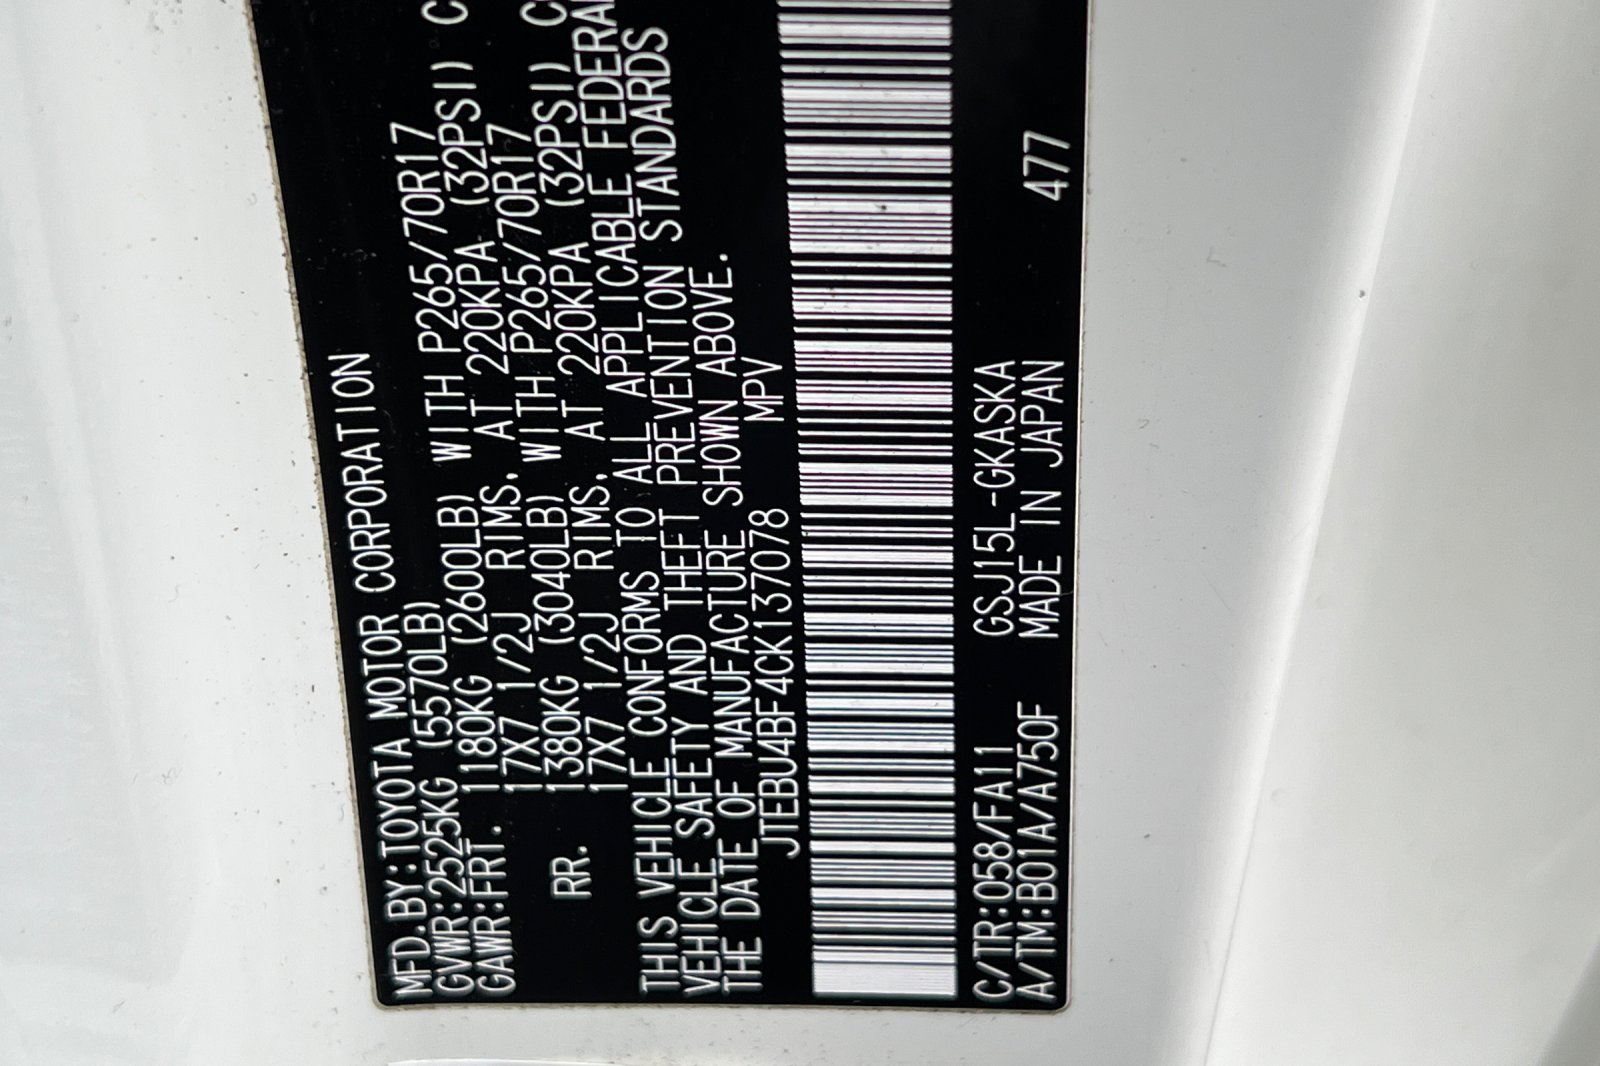 MFD.BY:TOYOTA MOTOR CORPORATION
GVWR:2525KG (5570LB)
GAWR:FRT. 1180KG (2600LB) WITH P265/70R17
17X7 1/2J RIMS, AT 220KPA (32PSI) C
RR. 1380KG (3040LB) WITH P265/70R17
17X7 1/2J RIMS, AT 220KPA (32PSI) C
THIS VEHICLE CONFORMS TO ALL APPLICABLE FEDERA
VEHICLE SAFETY AND THEFT PREVENTION STANDARDS
THE DATE OF MANUFACTURE SHOWN ABOVE.
JTEBU4BF4CK137078 MPV
C/TR:058/FA11 GSJ15L-GKASKA
A/TM:B01A/A750F MADE IN JAPAN 477